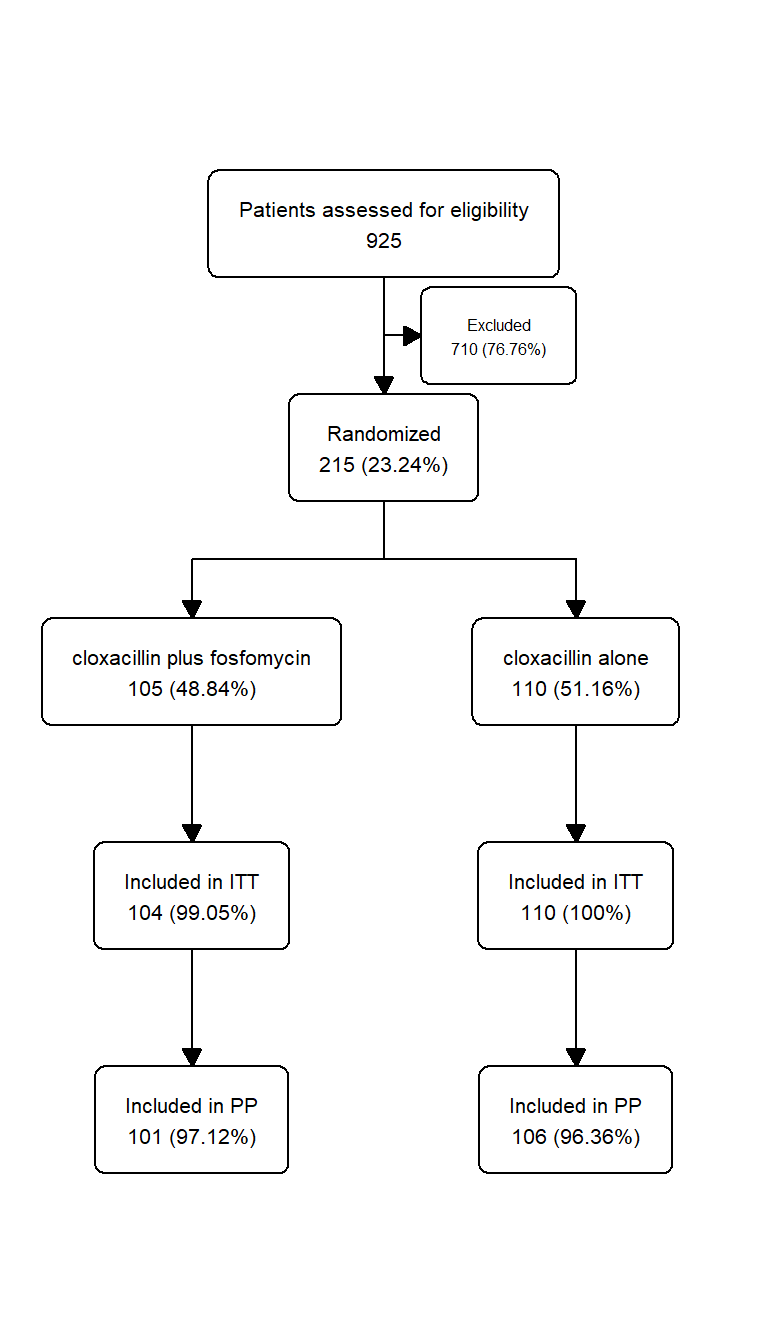 Patients assessed for eligibility
925
Excluded
710 (76.76%)
Randomized
215 (23.24%)
cloxacillin plus fosfomycin
105 (48.84%)
cloxacillin alone
110 (51.16%)
Included in ITT
104 (99.05%)
Included in ITT
110 (100%)
Included in PP
101 (97.12%)
Included in PP
106 (96.36%)